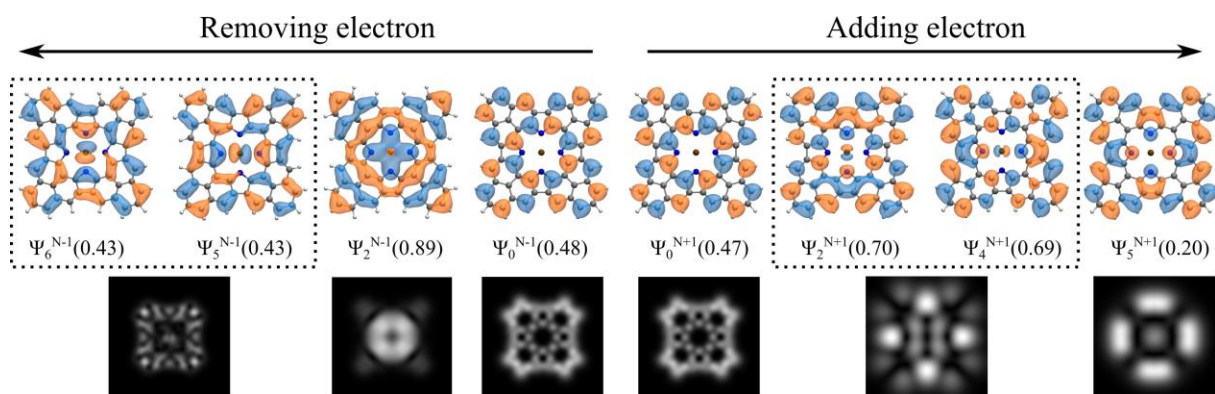 Removing electron
Adding electron
Ψ₆ᴺ⁻¹(0.43)
Ψ₅ᴺ⁻¹(0.43)
Ψ₂ᴺ⁻¹(0.89)
Ψ₀ᴺ⁻¹(0.48)
Ψ₀ᴺ⁺¹(0.47)
Ψ₂ᴺ⁺¹(0.70)
Ψ₄ᴺ⁺¹(0.69)
Ψ₅ᴺ⁺¹(0.20)